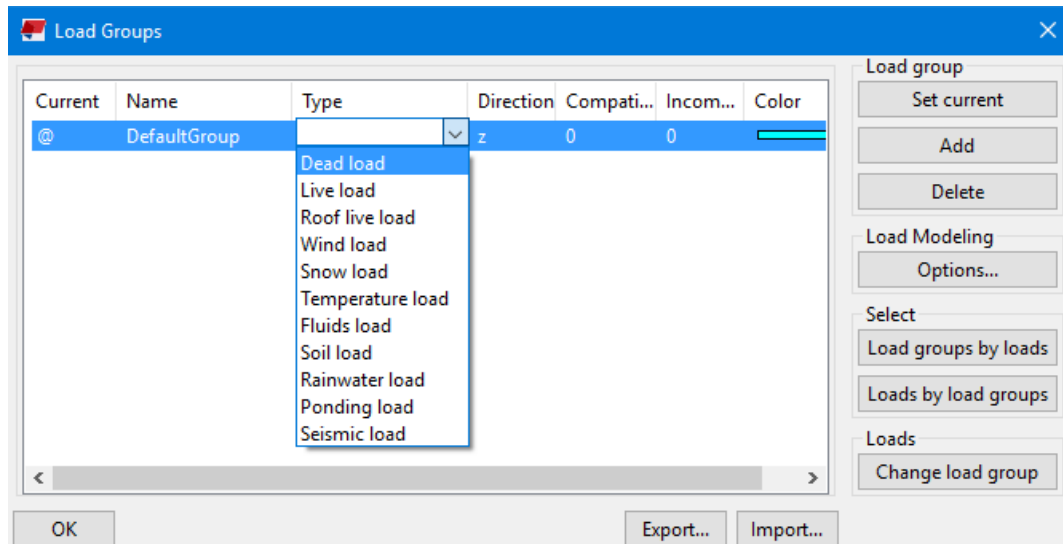 Load Groups
Load group
Current Name Type Direction Compati... Incom... Color
Set current
@ DefaultGroup z 0 0
Add
Dead load
Live load
Delete
Roof live load
Wind load
Load Modeling
Snow load
Options...
Temperature load
Fluids load
Select
Soil load
Load groups by loads
Rainwater load
Ponding load
Loads by load groups
Seismic load
Loads
Change load group
OK
Export...
Import...